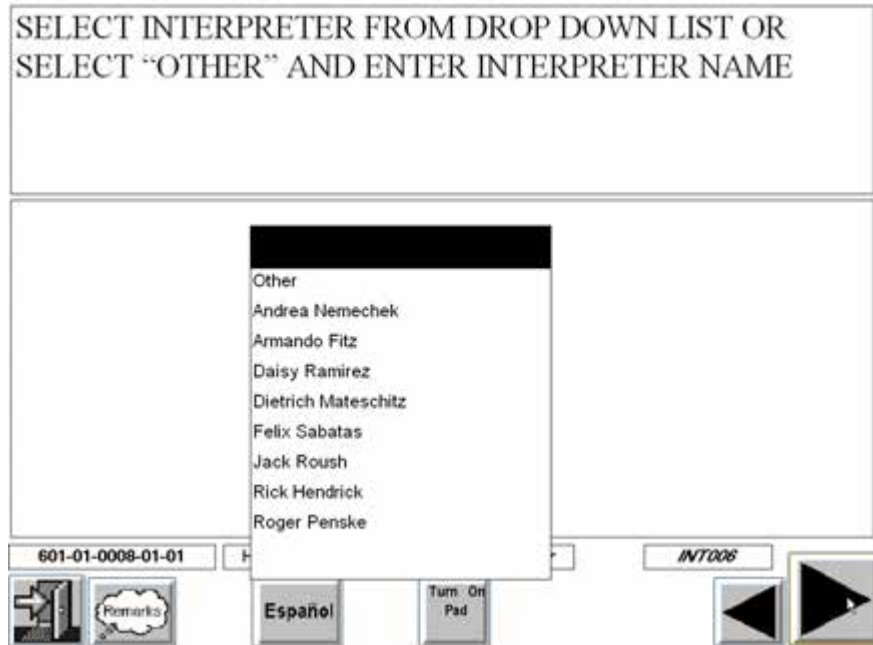 SELECT INTERPRETER FROM DROP DOWN LIST OR
SELECT “OTHER” AND ENTER INTERPRETER NAME
Other
Andrea Nemechek
Armando Fitz
Daisy Ramirez
Dietrich Mateschitz
Felix Sabatas
Jack Roush
Rick Hendrick
Roger Penske
601-01-0008-01-01
INT006
Remarks
Español
Turn On
Pad